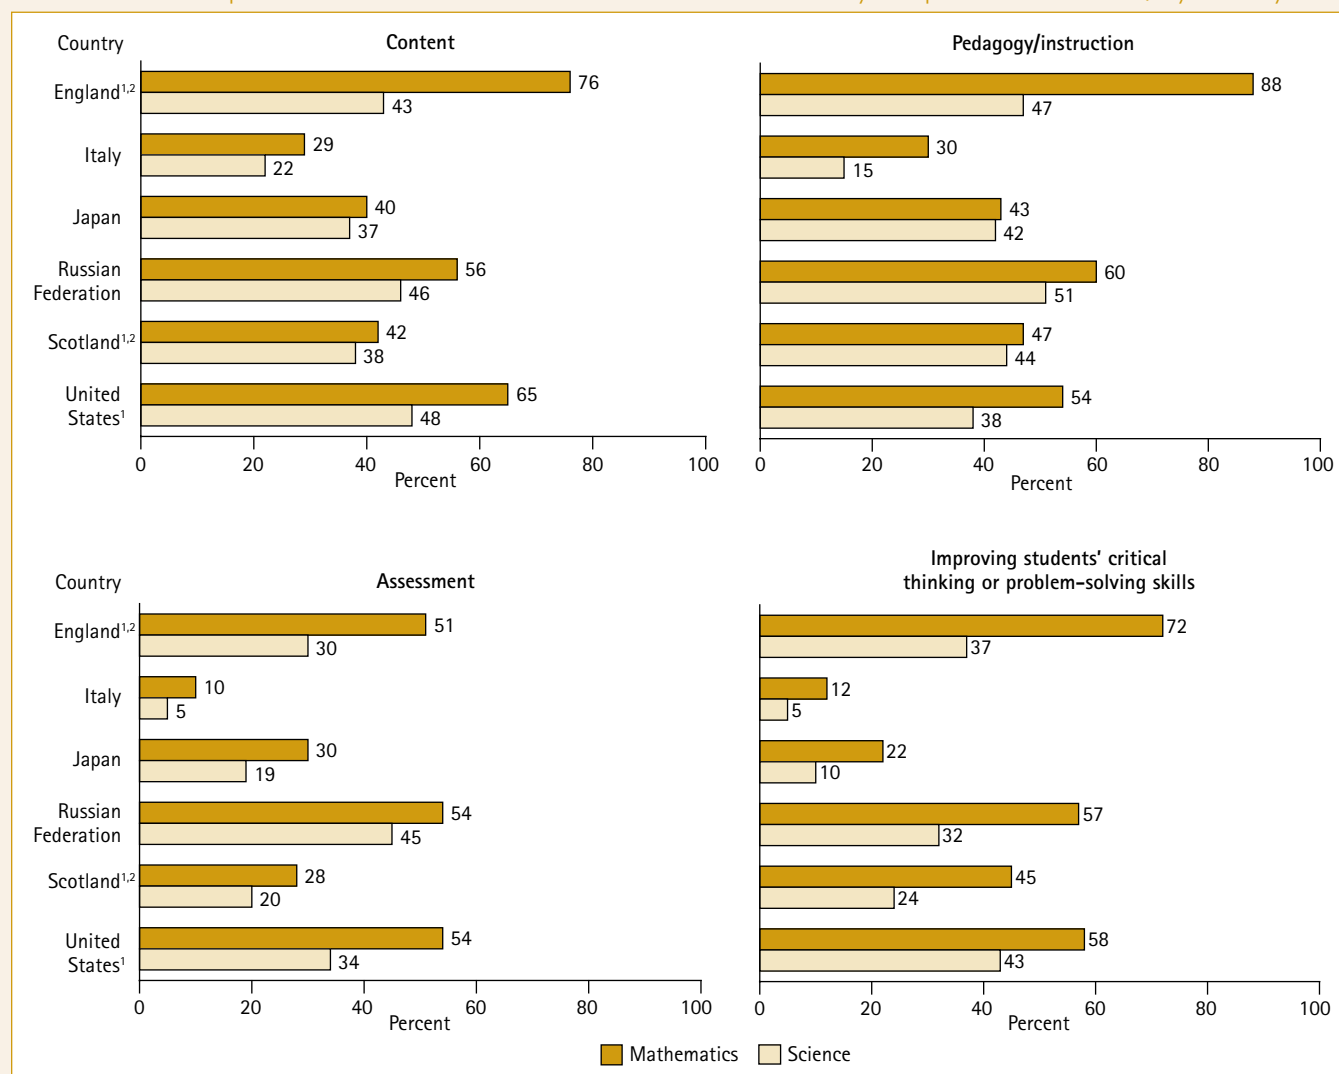 Country
Content
England1,2
76
43
Italy
29
22
Japan
40
37
Russian
Federation
56
46
Scotland1,2
42
38
United
States1
65
48
0 20 40 60 80 100
Percent
Pedagogy/instruction
88
47
30
15
43
42
60
51
47
44
54
38
0 20 40 60 80 100
Percent
Country
Assessment
England1,2
51
30
Italy
10
5
Japan
30
19
Russian
Federation
54
45
Scotland1,2
28
20
United
States1
54
34
0 20 40 60 80 100
Percent
Improving students' critical
thinking or problem-solving skills
72
37
12
5
22
10
57
32
45
24
58
43
0 20 40 60 80 100
Percent
Mathematics Science